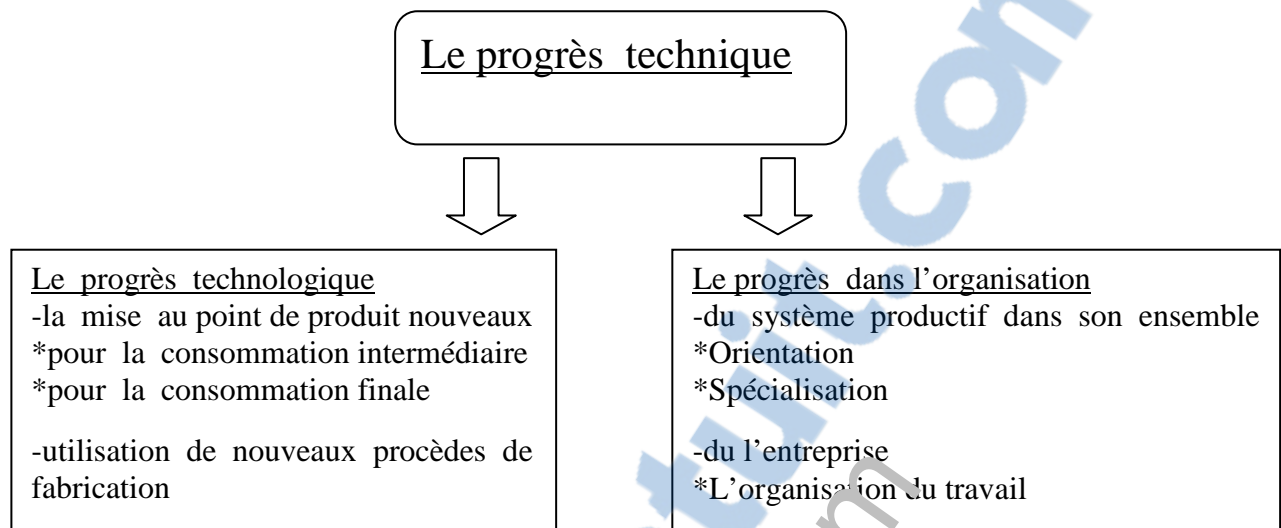 Le progrès technique
Le progrès technologique
-la mise au point de produit nouveaux
*pour la consommation intermédiaire
*pour la consommation finale
-utilisation de nouveaux procèdes de
fabrication
Le progrès dans l’organisation
-du système productif dans son ensemble
*Orientation
*Spécialisation
-du l’entreprise
*L’organisation du travail
tuit.com
m